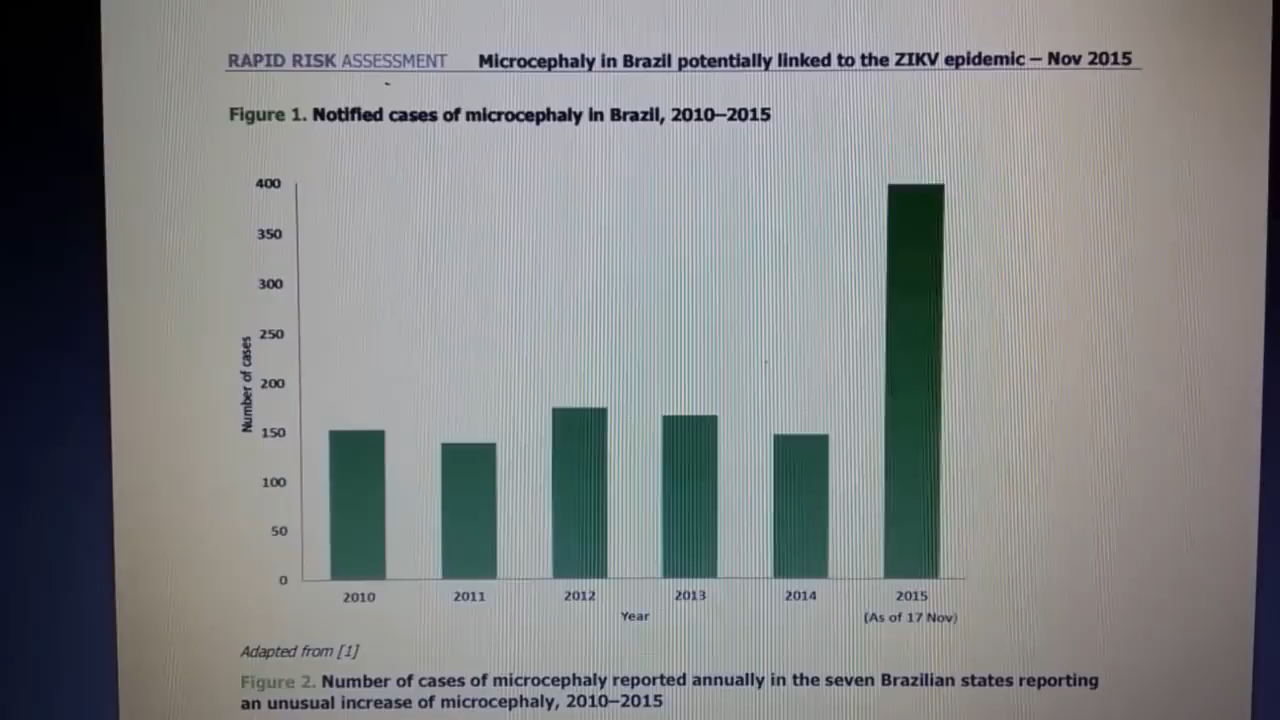 RAPID RISK ASSESSMENT Microcephaly in Brazil potentially linked to the ZIKV epidemic – Nov 2015
Figure 1. Notified cases of microcephaly in Brazil, 2010–2015
400
350
300
250
200
150
100
50
0
Number of cases
2010 2011 2012 2013 2014 2015
Year (As of 17 Nov)
Adapted from [1]
Figure 2. Number of cases of microcephaly reported annually in the seven Brazilian states reporting
an unusual increase of microcephaly, 2010–2015